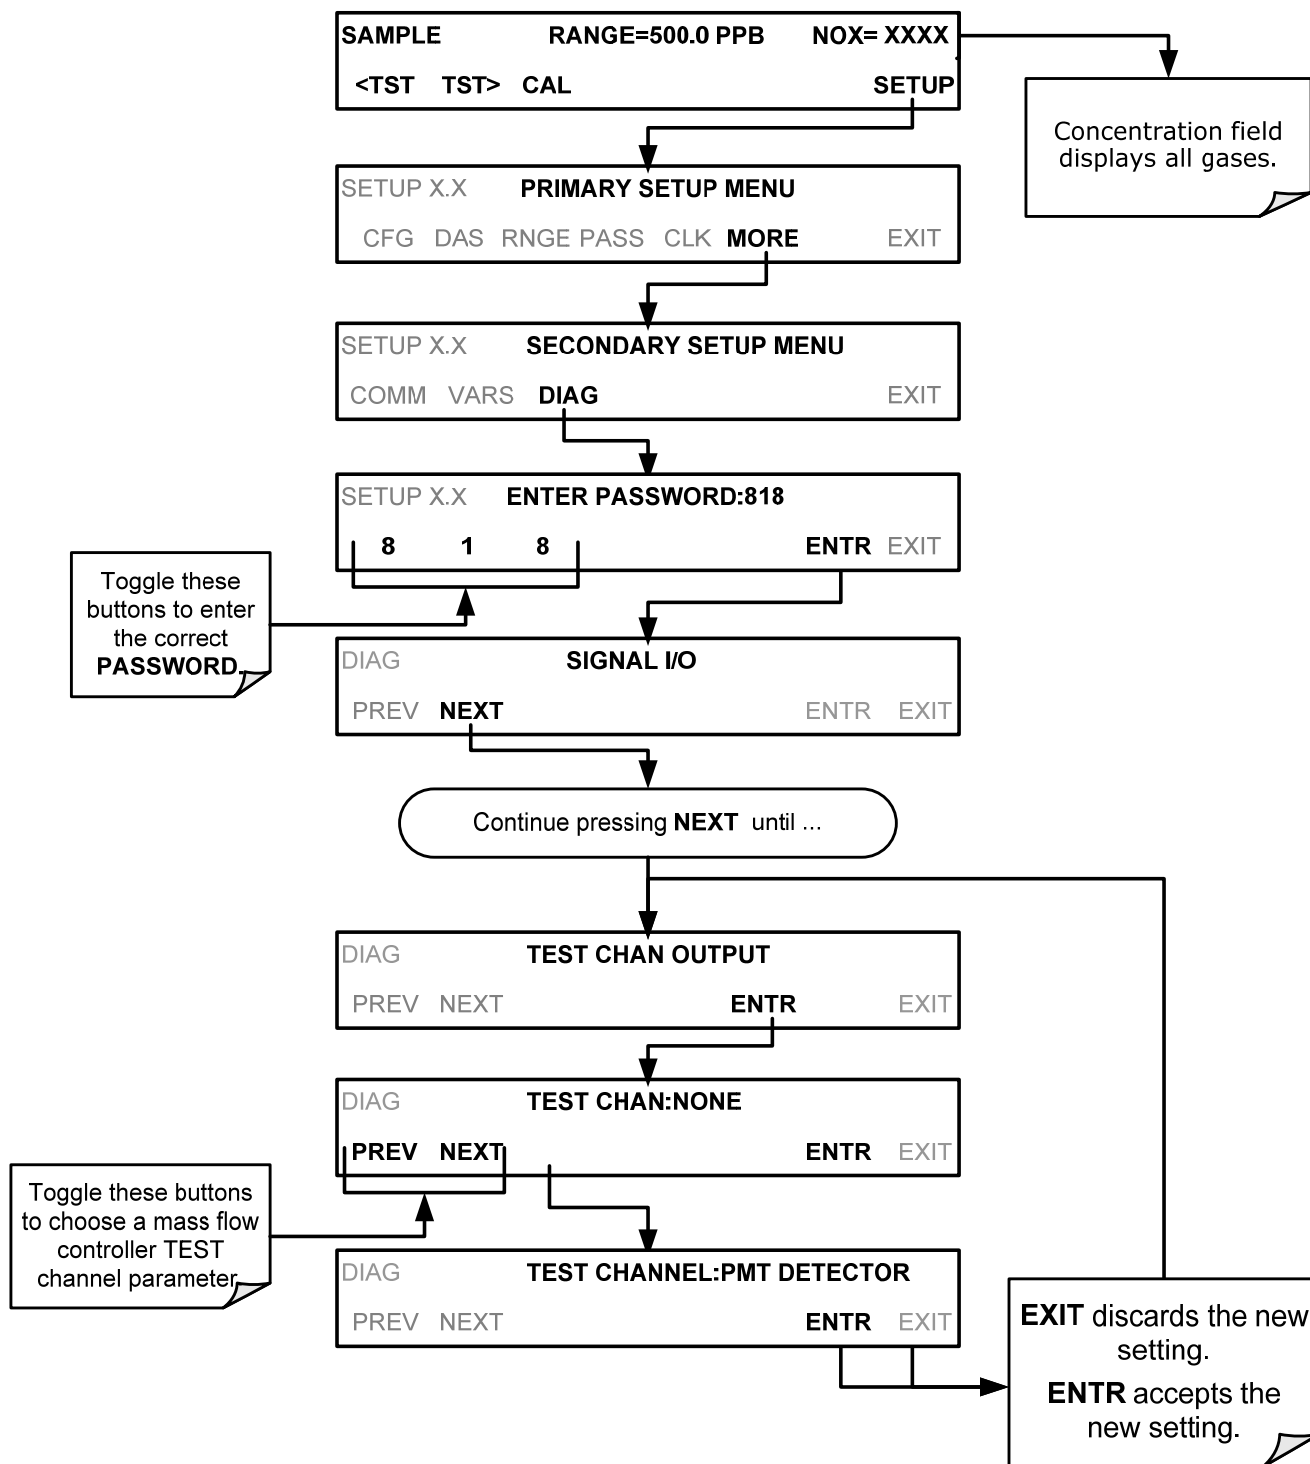 SAMPLE RANGE=500.0 PPB NOX= XXXX
<TST TST> CAL SETUP
Concentration field
displays all gases.
SETUP X.X PRIMARY SETUP MENU
CFG DAS RNGE PASS CLK MORE EXIT
SETUP X.X SECONDARY SETUP MENU
COMM VARS DIAG EXIT
SETUP X.X ENTER PASSWORD:818
8 1 8 ENTR EXIT
Toggle these
buttons to enter
the correct
PASSWORD.
DIAG SIGNAL I/O
PREV NEXT ENTR EXIT
Continue pressing NEXT until ...
DIAG TEST CHAN OUTPUT
PREV NEXT ENTR EXIT
DIAG TEST CHAN:NONE
PREV NEXT ENTR EXIT
Toggle these buttons
to choose a mass flow
controller TEST
channel parameter
DIAG TEST CHANNEL:PMT DETECTOR
PREV NEXT ENTR EXIT
EXIT discards the new
setting.
ENTR accepts the
new setting.